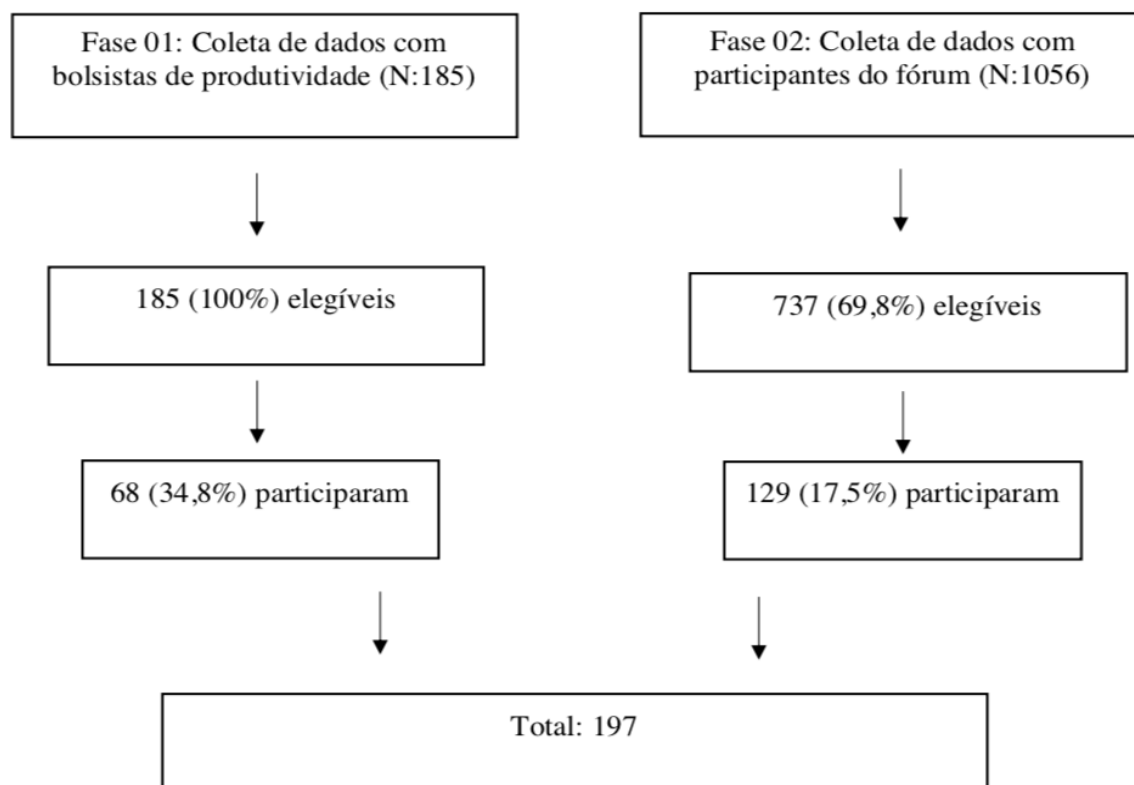 Fase 01: Coleta de dados com
bolsistas de produtividade (N:185)
Fase 02: Coleta de dados com
participantes do fórum (N:1056)
185 (100%) elegíveis
737 (69,8%) elegíveis
68 (34,8%) participaram
129 (17,5%) participaram
Total: 197